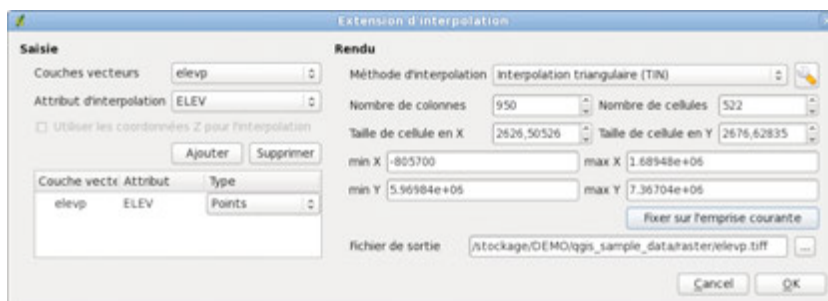 Extension d'interpolation
Saisie
Couches vecteurs elevp
Attribut d'interpolation ELEV
Utiliser les coordonnées Z pour l'interpolation
Ajouter Supprimer
Couche vecte Attribut Type
elevp ELEV Points
Rendu
Méthode d'interpolation Interpolation triangulaire (TIN)
Nombre de colonnes 950 Nombre de cellules 522
Taille de cellule en X 2626,50526 Taille de cellule en Y 2676,62835
min X -805700 max X 1.68948e+06
min Y 5.96984e+06 max Y 7.36704e+06
Fixer sur l'emprise courante
Fichier de sortie /stockage/DEMO/qgis_sample_data/raster/elevp.tiff ...
Cancel OK